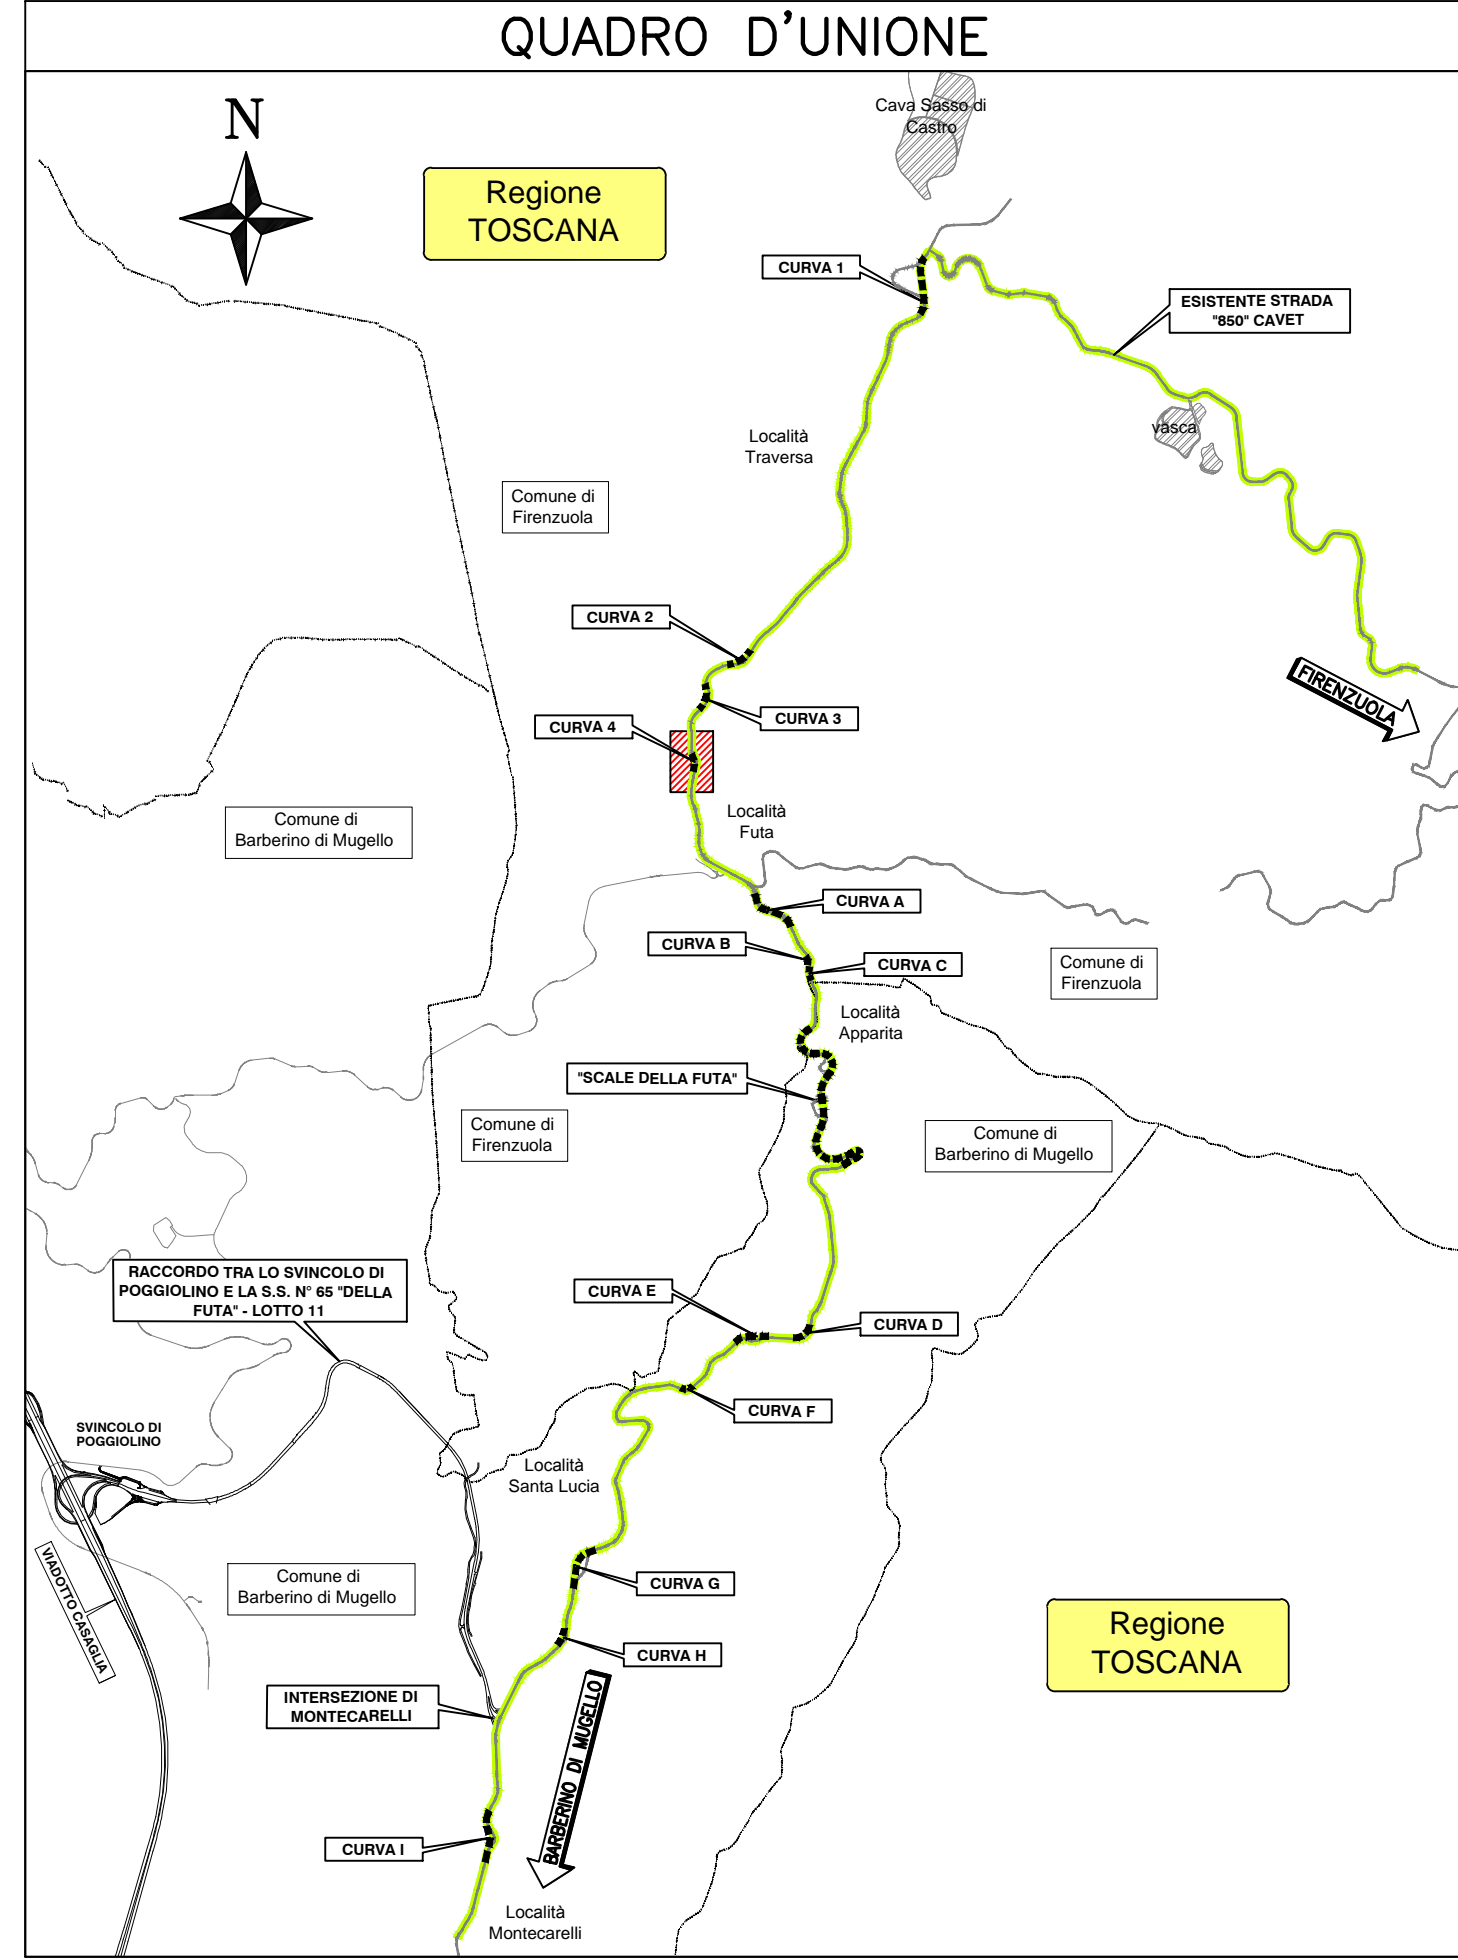 QUADRO D'UNIONE
Cava Sasso di
Castro
N
Regione
TOSCANA
CURVA 1
ESISTENTE STRADA
"850" CAVET
vasca
Località
Traversa
Comune di
Firenzuola
CURVA 2
FIRENZUOLA
CURVA 3
CURVA 4
Comune di
Barberino di Mugello
Località
Futa
CURVA A
CURVA B
CURVA C
Comune di
Firenzuola
Località
Apparita
"SCALE DELLA FUTA"
Comune di
Firenzuola
Comune di
Barberino di Mugello
RACCORDO TRA LO SVINCOLO DI
POGGIOLINO E LA S.S. N° 65 "DELLA
FUTA" - LOTTO 11
CURVA E
CURVA D
CURVA F
SVINCOLO DI
POGGIOLINO
Località
Santa Lucia
VIADOTTO CASAGLIA
Comune di
Barberino di Mugello
CURVA G
Regione
TOSCANA
CURVA H
INTERSEZIONE DI
MONTECARELLI
BARBERINO DI MUGELLO
CURVA I
Località
Montecarelli